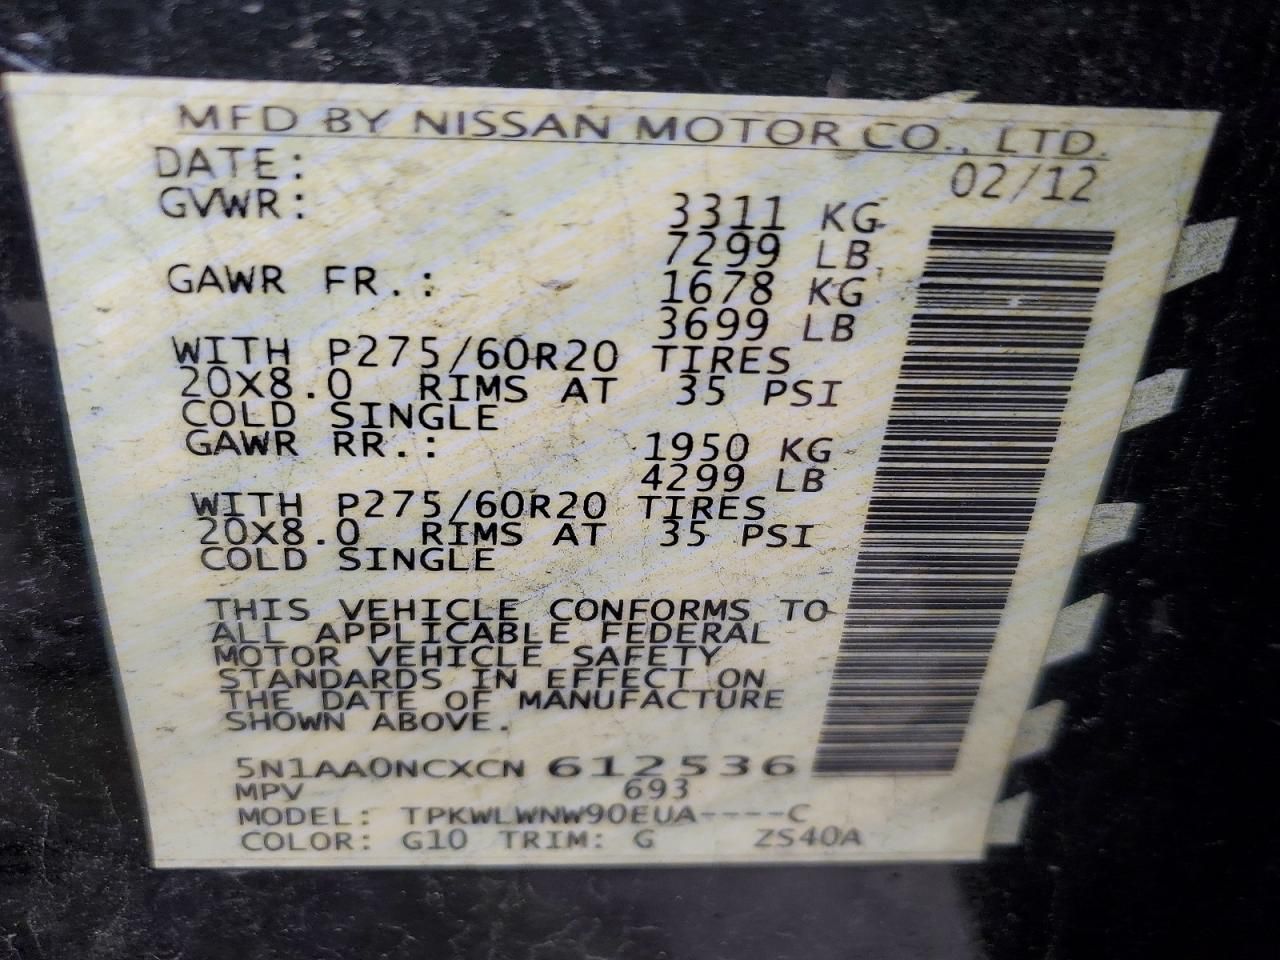 MFD BY NISSAN MOTOR CO., LTD.
DATE: 02/12
GVWR: 3311 KG
7299 LB
GAWR FR.: 1678 KG
3699 LB
WITH P275/60R20 TIRES
20X8.0 RIMS AT 35 PSI
COLD SINGLE
GAWR RR.: 1950 KG
4299 LB
WITH P275/60R20 TIRES
20X8.0 RIMS AT 35 PSI
COLD SINGLE
THIS VEHICLE CONFORMS TO
ALL APPLICABLE FEDERAL
MOTOR VEHICLE SAFETY
STANDARDS IN EFFECT ON
THE DATE OF MANUFACTURE
SHOWN ABOVE.
5N1AA0NCXCN 612536
MPV 693
MODEL: TPKWLWNW90EUA----C
COLOR: G10 TRIM: G ZS40A